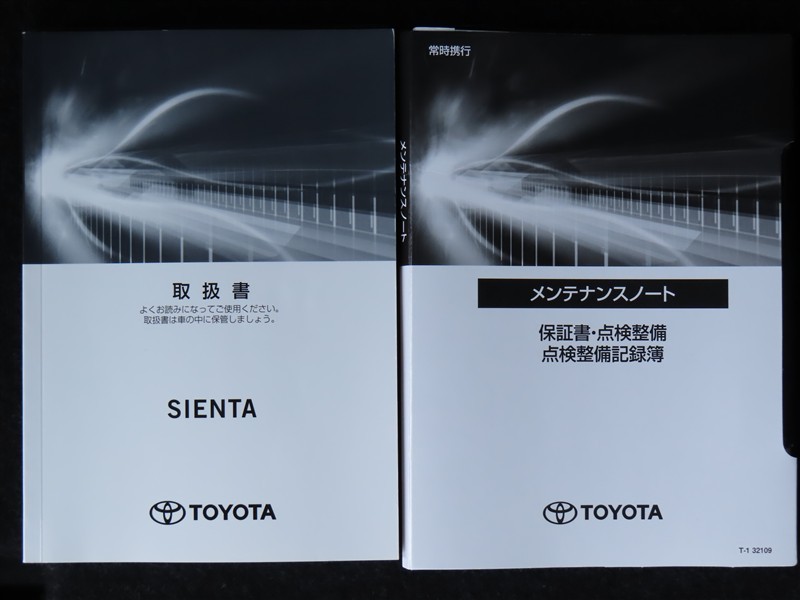 取扱書
よくお読みになってご使用ください。
取扱書は車の中に保管しましょう。
SIENTA
TOYOTA
メンテナンスノート
常時携行
メンテナンスノート
保証書・点検整備
点検整備記録簿
TOYOTA
T-1 32109